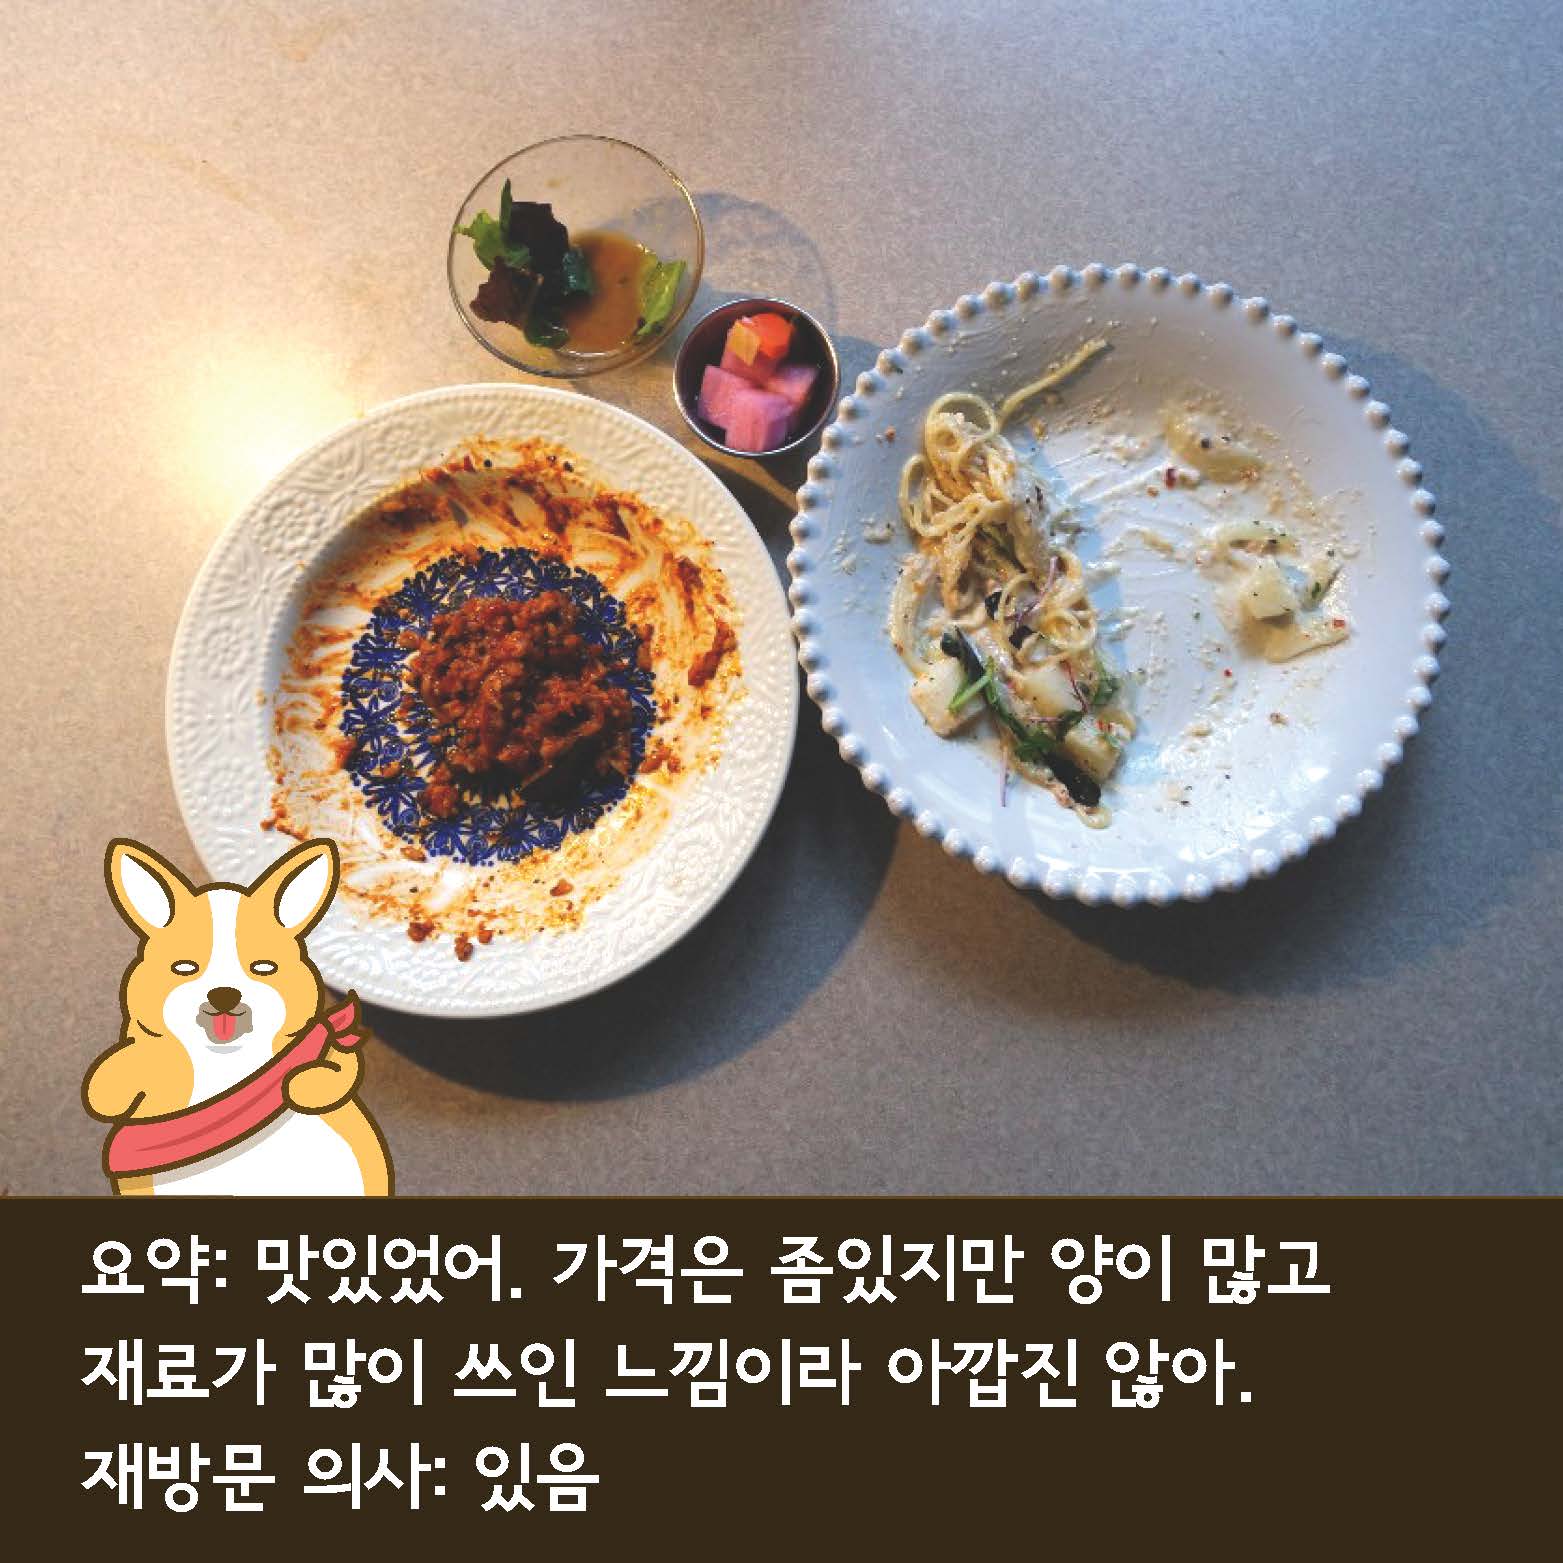 요약: 맛있었어. 가격은 좀있지만 양이 많고
재료가 많이 쓰인 느낌이라 아깝진 않아.
재방문 의사: 있음